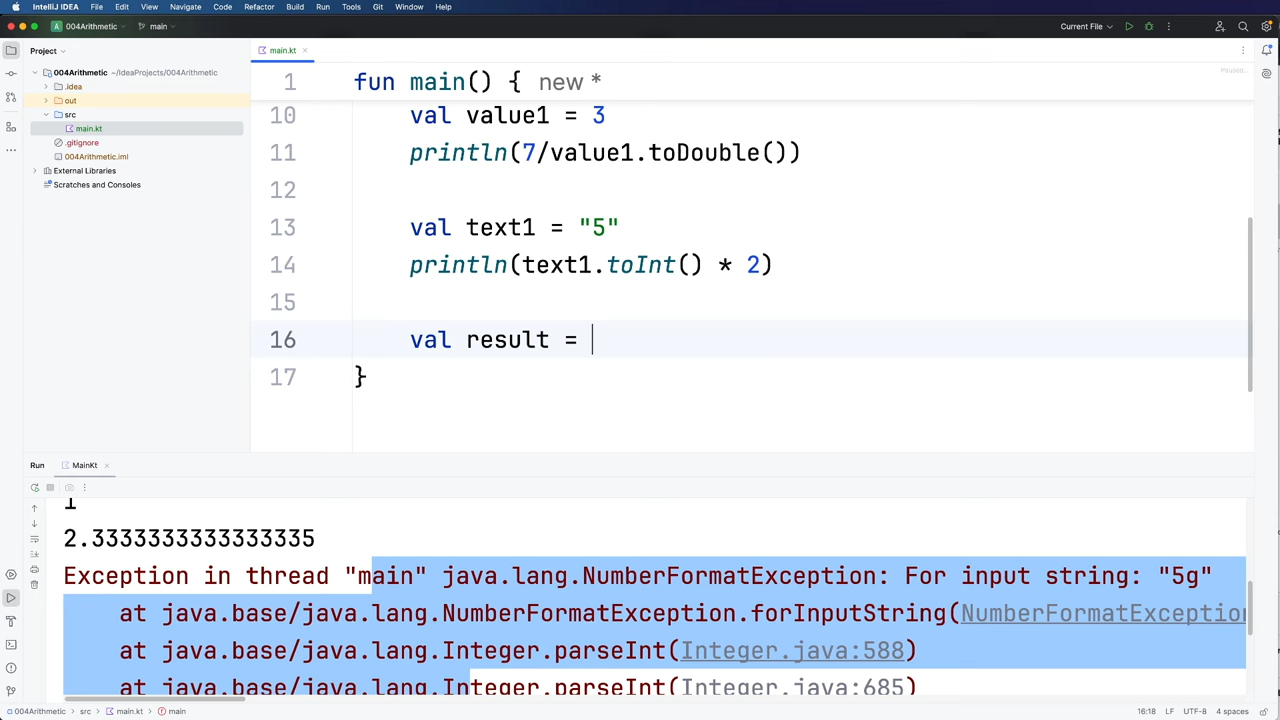 IntelliJ IDEA File Edit View Navigate Code Refactor Build Run Tools Git Window Help
004Arithmetic main Current File
Project main.kt
004Arithmetic ~/IdeaProjects/004Arithmetic
.idea
out
src
main.kt
.gitignore
004Arithmetic.iml
External Libraries
Scratches and Consoles
Paused...
1 fun main() { new *
10 val value1 = 3
11 println(7/value1.toDouble())
12
13 val text1 = "5"
14 println(text1.toInt() * 2)
15
16 val result =
17 }
Run MainKt
1
2.3333333333333335
Exception in thread "main" java.lang.NumberFormatException: For input string: "5g"
at java.base/java.lang.NumberFormatException.forInputString(NumberFormatException
at java.base/java.lang.Integer.parseInt(Integer.java:588)
at java.base/java.lang.Integer.parseInt(Integer.java:685)
004Arithmetic src main.kt main 16:18 LF UTF-8 4 spaces